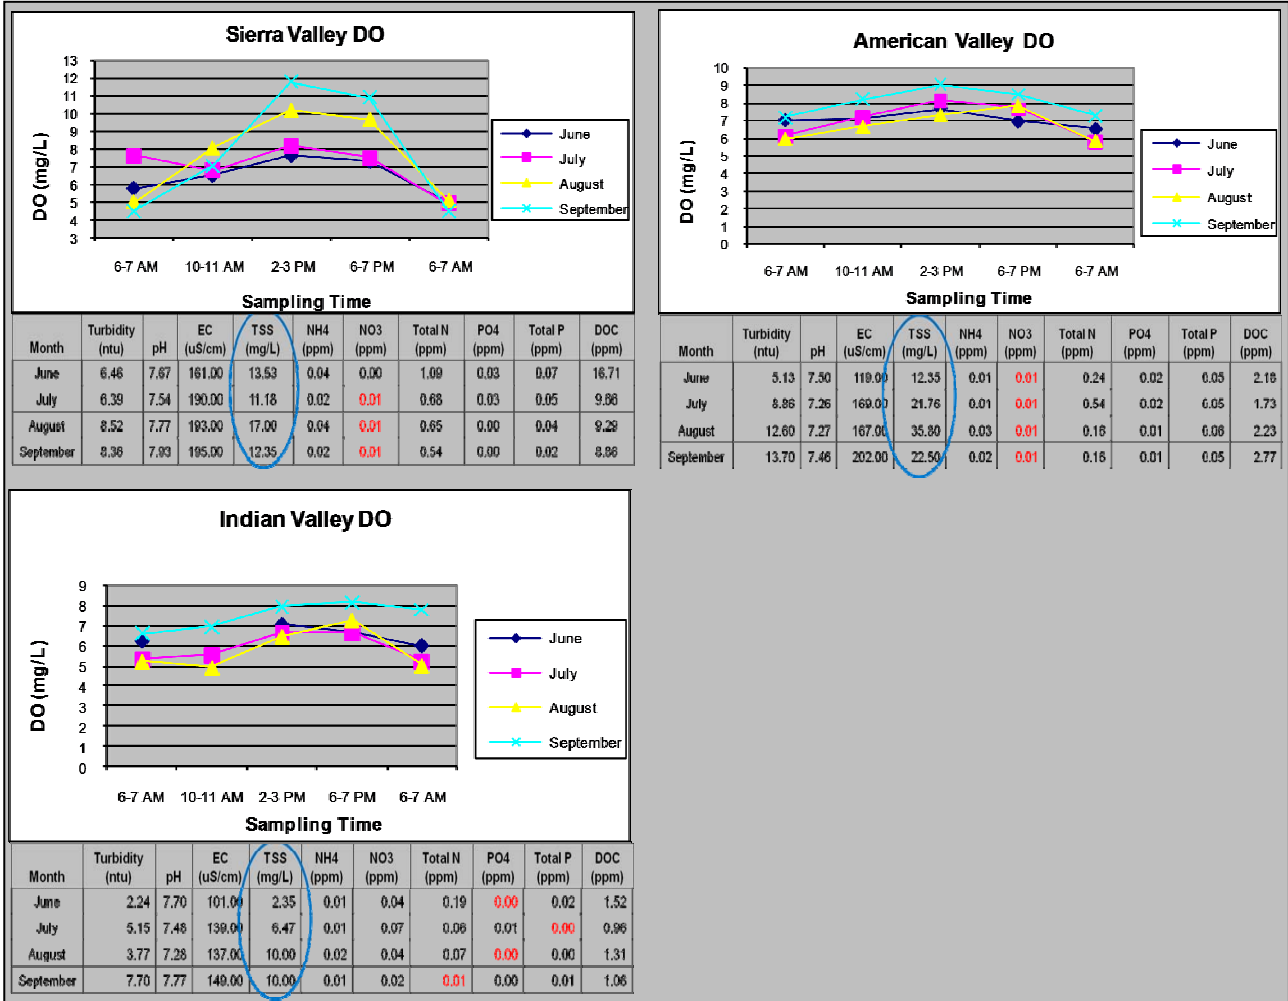 Sierra Valley DO
13
12
11
10
9
8
7
6
5
4
3
DO (mg/L)
6-7 AM 10-11 AM 2-3 PM 6-7 PM 6-7 AM
Sampling Time
June
July
August
September
Month Turbidity (ntu) pH EC (uS/cm) TSS (mg/L) NH4 (ppm) NO3 (ppm) Total N (ppm) PO4 (ppm) Total P (ppm) DOC (ppm)
June 6.46 7.67 161.00 13.53 0.04 0.00 1.09 0.03 0.07 16.71
July 6.39 7.54 190.00 11.18 0.02 0.01 0.68 0.03 0.05 9.66
August 8.52 7.77 193.00 17.00 0.04 0.01 0.65 0.00 0.04 9.29
September 8.36 7.93 195.00 12.35 0.02 0.01 0.54 0.00 0.02 8.86
American Valley DO
10
9
8
7
6
5
4
3
2
1
0
DO (mg/L)
6-7 AM 10-11 AM 2-3 PM 6-7 PM 6-7 AM
Sampling Time
June
July
August
September
Month Turbidity (ntu) pH EC (uS/cm) TSS (mg/L) NH4 (ppm) NO3 (ppm) Total N (ppm) PO4 (ppm) Total P (ppm) DOC (ppm)
June 5.13 7.50 119.00 12.35 0.01 0.01 0.24 0.02 0.05 2.18
July 8.86 7.26 169.00 21.76 0.01 0.01 0.54 0.02 0.05 1.73
August 12.60 7.27 167.00 35.80 0.03 0.01 0.16 0.01 0.06 2.23
September 13.70 7.46 202.00 22.50 0.02 0.01 0.16 0.01 0.05 2.77
Indian Valley DO
9
8
7
6
5
4
3
2
1
0
DO (mg/L)
6-7 AM 10-11 AM 2-3 PM 6-7 PM 6-7 AM
Sampling Time
June
July
August
September
Month Turbidity (ntu) pH EC (uS/cm) TSS (mg/L) NH4 (ppm) NO3 (ppm) Total N (ppm) PO4 (ppm) Total P (ppm) DOC (ppm)
June 2.24 7.70 101.00 2.35 0.01 0.04 0.19 0.00 0.02 1.52
July 5.15 7.48 139.00 6.47 0.01 0.07 0.06 0.01 0.00 0.96
August 3.77 7.28 137.00 10.00 0.02 0.04 0.07 0.00 0.00 1.31
September 7.70 7.77 149.00 10.00 0.01 0.02 0.01 0.00 0.01 1.06